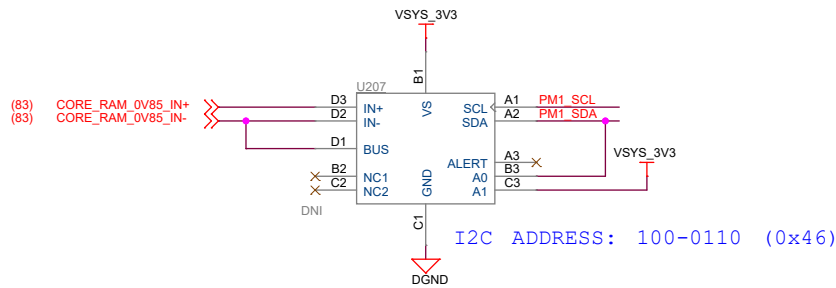 VSYS_3V3
U207
B1
(83) CORE_RAM_0V85_IN+ D3 IN+ VS SCL A1 PM1_SCL
(83) CORE_RAM_0V85_IN- D2 IN- SDA A2 PM1_SDA
D1 BUS
VSYS_3V3
ALERT A3
B2 NC1 A0 B3
C2 NC2 GND A1 C3
DNI
C1
I2C ADDRESS: 100-0110 (0x46)
DGND